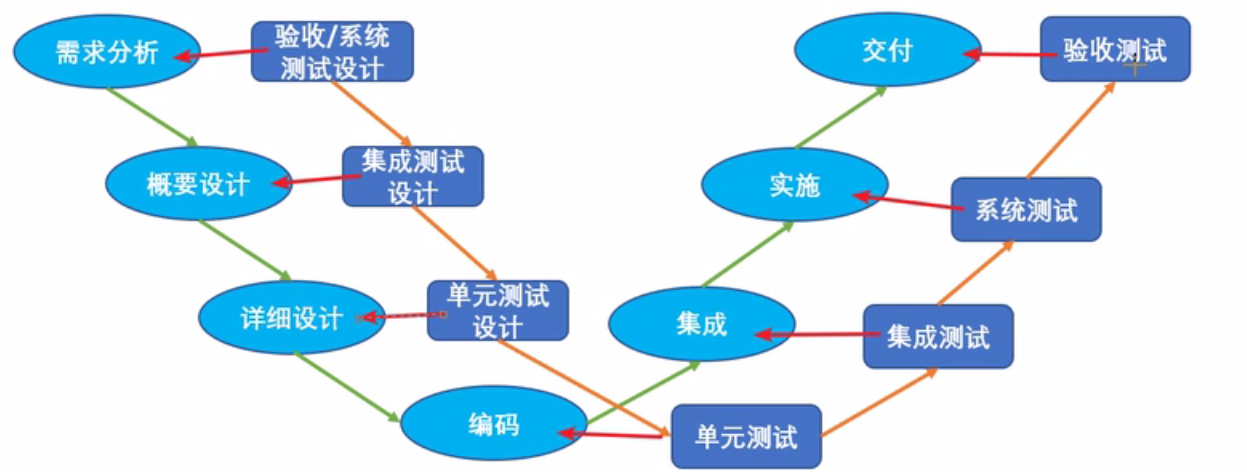 需求分析
验收/系统
测试设计
交付
验收测试
概要设计
集成测试
设计
实施
系统测试
详细设计
单元测试
设计
集成
集成测试
编码
单元测试